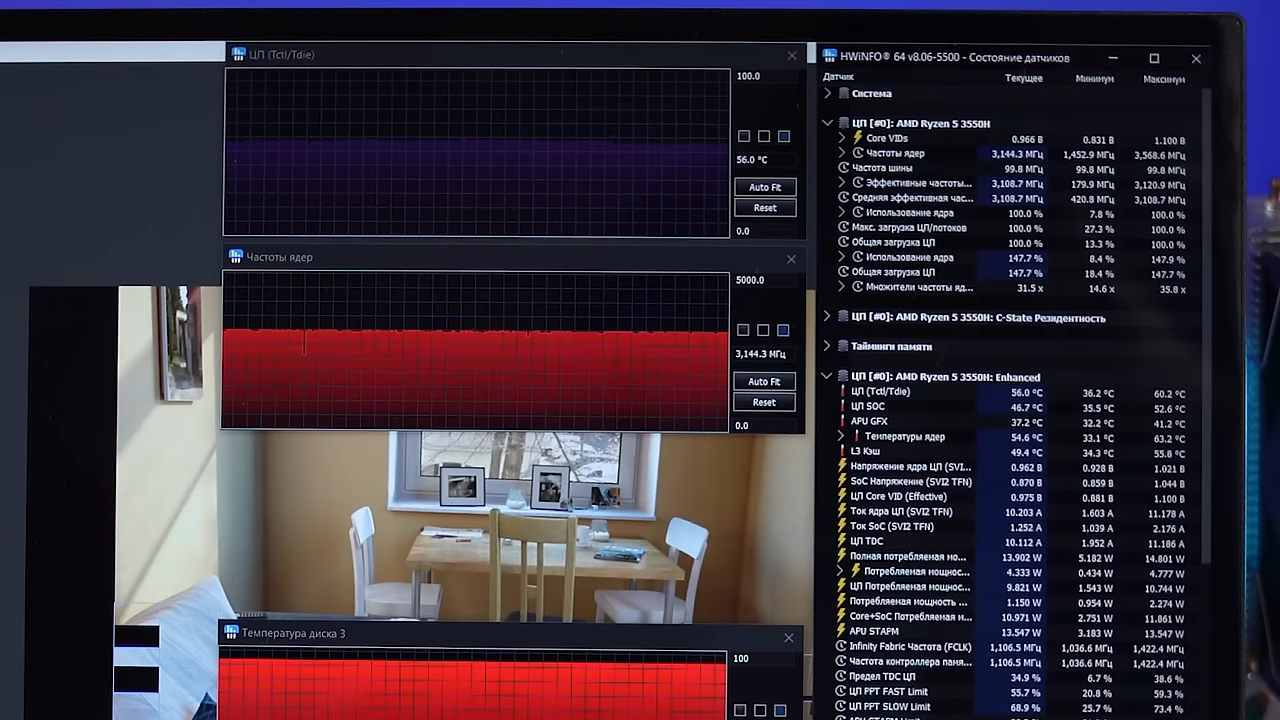 ЦП (Tctl/Tdie)
100.0
56.0 °C
Auto Fit
Reset
0.0
Частоты ядер
5000.0
3,144.3 МГц
Auto Fit
Reset
0.0
Температура диска 3
100
HWiNFO® 64 v8.06-5500 - Состояние датчиков
Датчик Текущее Минимум Максимум
Система
ЦП [#0]: AMD Ryzen 5 3550H
Core VIDs 0.966 В 0.831 В 1.100 В
Частоты ядер 3,144.3 МГц 1,452.9 МГц 3,568.6 МГц
Частота шины 99.8 МГц 99.8 МГц 99.8 МГц
Эффективные частоты... 3,108.7 МГц 179.9 МГц 3,120.9 МГц
Средняя эффективная час... 3,108.7 МГц 420.8 МГц 3,108.7 МГц
Использование ядра 100.0 % 7.8 % 100.0 %
Макс. загрузка ЦП/потоков 100.0 % 27.3 % 100.0 %
Общая загрузка ЦП 100.0 % 13.3 % 100.0 %
Использование ядра 147.7 % 8.4 % 147.9 %
Общая загрузка ЦП 147.7 % 18.4 % 147.7 %
Множители частоты яд... 31.5 x 14.6 x 35.8 x
ЦП [#0]: AMD Ryzen 5 3550H: C-State Резидентность
Тайминги памяти
ЦП [#0]: AMD Ryzen 5 3550H: Enhanced
ЦП (Tctl/Tdie) 56.0 °C 36.2 °C 60.2 °C
ЦП SOC 46.7 °C 35.5 °C 52.6 °C
APU GFX 37.2 °C 32.2 °C 41.2 °C
Температуры ядер 54.6 °C 33.1 °C 63.2 °C
L3 Кэш 49.4 °C 34.3 °C 55.8 °C
Напряжение ядра ЦП (SVI... 0.962 В 0.928 В 1.021 В
SoC Напряжение (SVI2 TFN) 0.870 В 0.859 В 1.044 В
ЦП Core VID (Effective) 0.975 В 0.881 В 1.100 В
Ток ядра ЦП (SVI2 TFN) 10.203 A 1.603 A 11.178 A
Ток SoC (SVI2 TFN) 1.252 A 1.039 A 2.176 A
ЦП TDC 10.112 A 1.952 A 11.186 A
Полная потребляемая мо... 13.902 W 5.182 W 14.801 W
Потребляемая мощнос... 4.333 W 0.434 W 4.777 W
ЦП Потребляемая мощнос... 9.821 W 1.543 W 10.744 W
Потребляемая мощность ... 1.150 W 0.954 W 2.274 W
Core+SoC Потребляемая м... 10.971 W 2.751 W 11.861 W
APU STAPM 13.547 W 3.183 W 13.547 W
Infinity Fabric Частота (FCLK) 1,106.5 МГц 1,036.6 МГц 1,422.4 МГц
Частота контроллера памя... 1,106.5 МГц 1,036.6 МГц 1,422.4 МГц
Предел TDC ЦП 34.9 % 6.7 % 38.6 %
ЦП PPT FAST Limit 55.7 % 20.8 % 59.3 %
ЦП PPT SLOW Limit 68.9 % 25.7 % 73.4 %